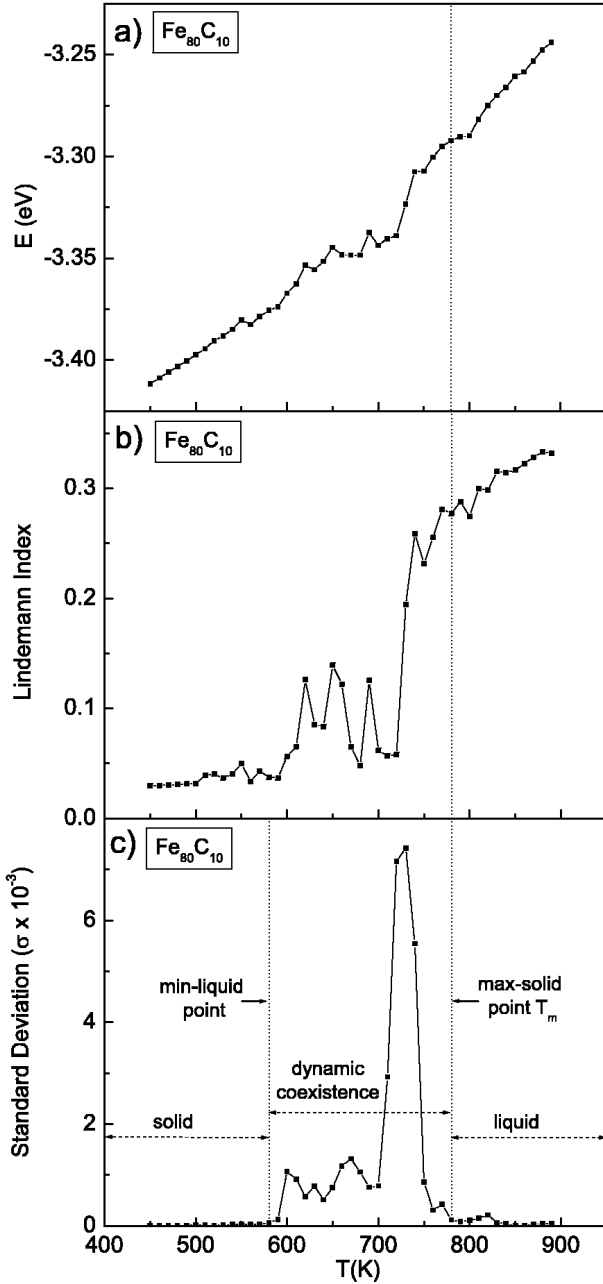 a) Fe80C10
-3.25
-3.30
-3.35
-3.40
E (eV)
b) Fe80C10
0.3
0.2
0.1
0.0
Lindemann Index
c) Fe80C10
6
4
2
0
Standard Deviation (σ x 10-3)
min-liquid
point
max-solid
point Tm
dynamic
coexistence
solid
liquid
400 500 600 700 800 900
T(K)